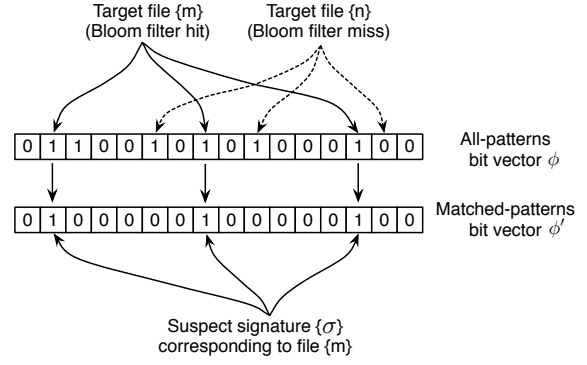 Target file {m}
(Bloom filter hit)
Target file {n}
(Bloom filter miss)
0 1 1 0 0 1 0 1 0 1 0 0 0 1 0 0
All-patterns
bit vector ϕ
0 1 0 0 0 0 0 1 0 0 0 0 0 1 0 0
Matched-patterns
bit vector ϕ′
Suspect signature {σ}
corresponding to file {m}